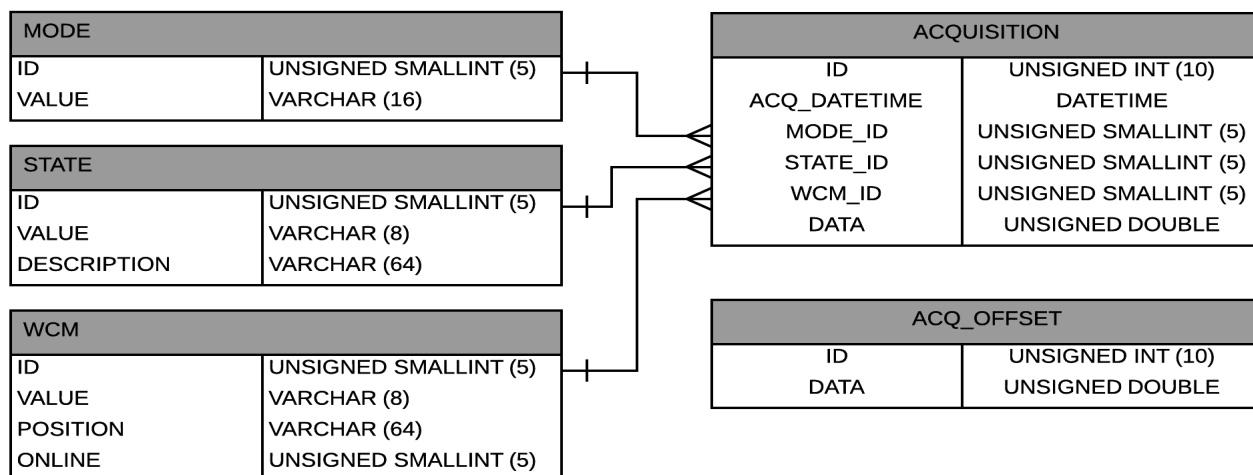 MODE
ID UNSIGNED SMALLINT (5)
VALUE VARCHAR (16)
STATE
ID UNSIGNED SMALLINT (5)
VALUE VARCHAR (8)
DESCRIPTION VARCHAR (64)
WCM
ID UNSIGNED SMALLINT (5)
VALUE VARCHAR (8)
POSITION VARCHAR (64)
ONLINE UNSIGNED SMALLINT (5)
ACQUISITION
ID UNSIGNED INT (10)
ACQ_DATETIME DATETIME
MODE_ID UNSIGNED SMALLINT (5)
STATE_ID UNSIGNED SMALLINT (5)
WCM_ID UNSIGNED SMALLINT (5)
DATA UNSIGNED DOUBLE
ACQ_OFFSET
ID UNSIGNED INT (10)
DATA UNSIGNED DOUBLE